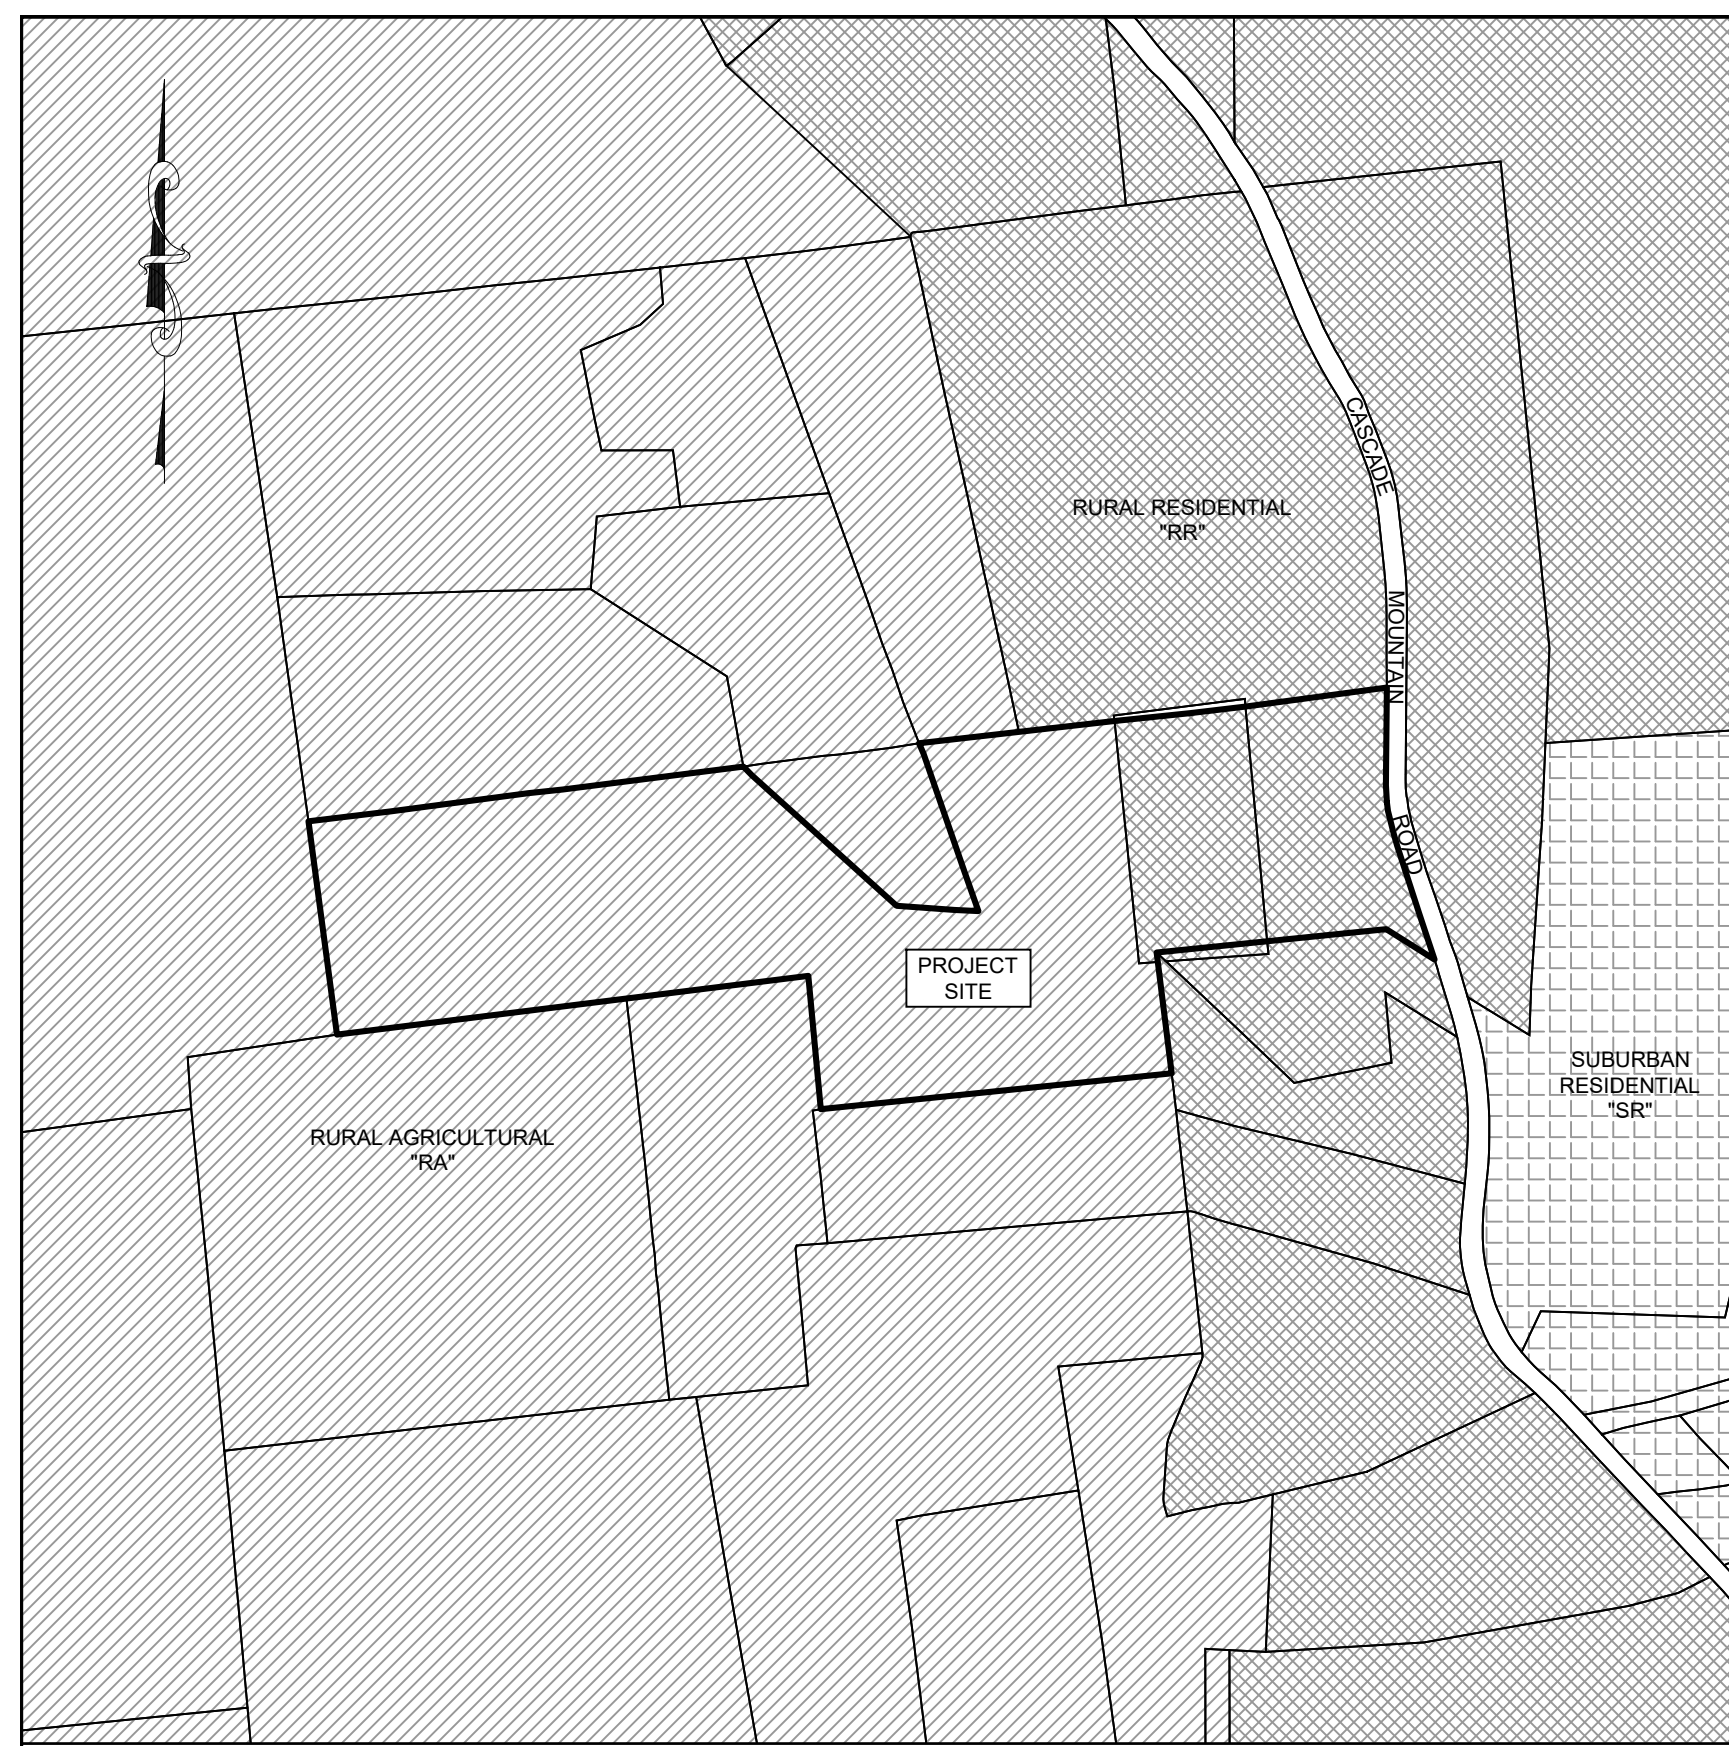 CASCADE
RURAL RESIDENTIAL
"RR"
MOUNTAIN
ROAD
PROJECT
SITE
SUBURBAN
RESIDENTIAL
"SR"
RURAL AGRICULTURAL
"RA"